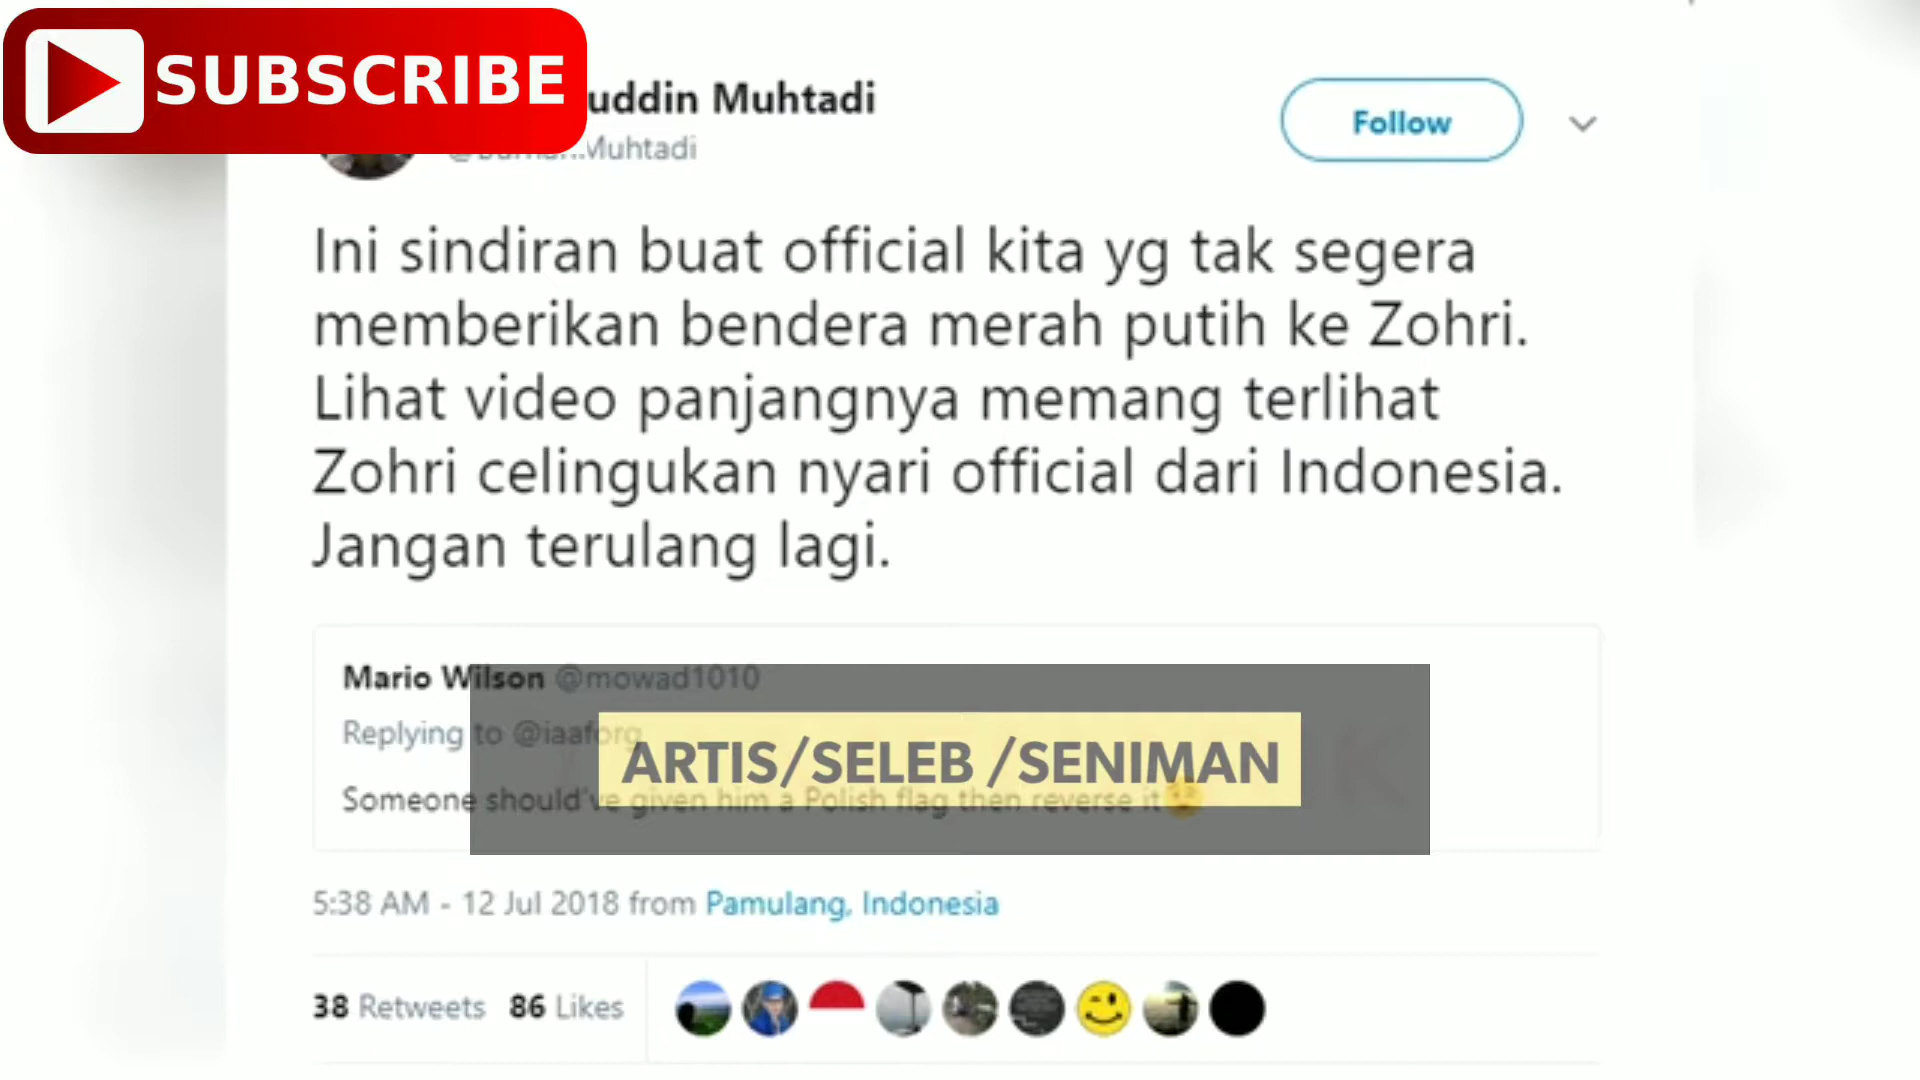 SUBSCRIBE
uddin Muhtadi
Muhtadi
Follow
Ini sindiran buat official kita yg tak segera
memberikan bendera merah putih ke Zohri.
Lihat video panjangnya memang terlihat
Zohri celingukan nyari official dari Indonesia.
Jangan terulang lagi.
Mario Wilson @mowad1010
Replying to @iaaforg
ARTIS/SELEB /SENIMAN
Someone should've given him a Polish flag then reverse it
5:38 AM - 12 Jul 2018 from Pamulang, Indonesia
38 Retweets 86 Likes